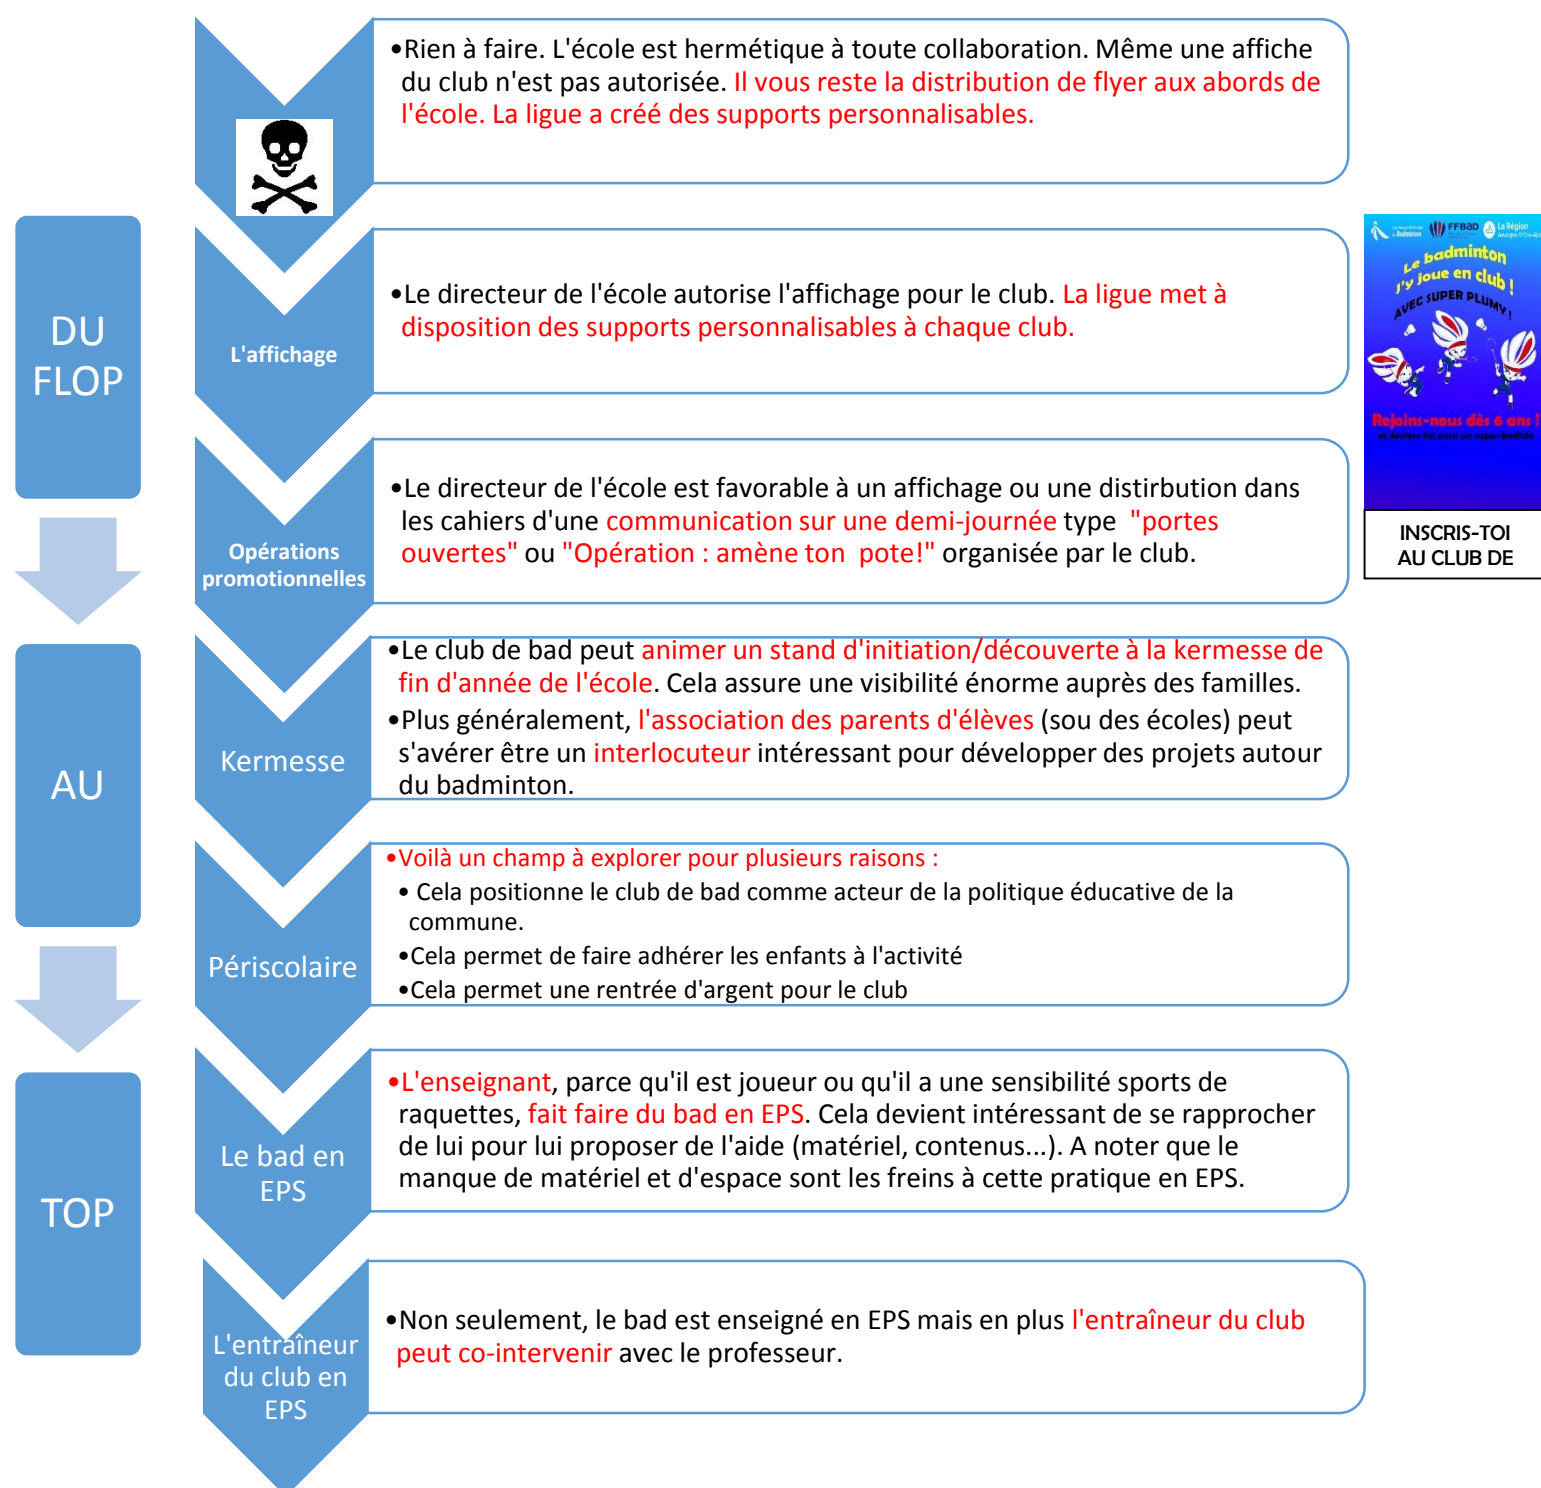 •Rien à faire. L'école est hermétique à toute collaboration. Même une affiche
du club n'est pas autorisée. Il vous reste la distribution de flyer aux abords de
l'école. La ligue a créé des supports personnalisables.
DU
FLOP
L'affichage
•Le directeur de l'école autorise l'affichage pour le club. La ligue met à
disposition des supports personnalisables à chaque club.
FFBaD
La Région
Le badminton
j'y joue en club !
AVEC SUPER PLUMY !
Rejoins-nous dès 6 ans !
et deviens toi aussi un super-badiste
INSCRIS-TOI
AU CLUB DE
Opérations
promotionnelles
•Le directeur de l'école est favorable à un affichage ou une distirbution dans
les cahiers d'une communication sur une demi-journée type "portes
ouvertes" ou "Opération : amène ton pote!" organisée par le club.
AU
Kermesse
•Le club de bad peut animer un stand d'initiation/découverte à la kermesse de
fin d'année de l'école. Cela assure une visibilité énorme auprès des familles.
•Plus généralement, l'association des parents d'élèves (sou des écoles) peut
s'avérer être un interlocuteur intéressant pour développer des projets autour
du badminton.
Périscolaire
•Voilà un champ à explorer pour plusieurs raisons :
• Cela positionne le club de bad comme acteur de la politique éducative de la
commune.
•Cela permet de faire adhérer les enfants à l'activité
•Cela permet une rentrée d'argent pour le club
TOP
Le bad en
EPS
•L'enseignant, parce qu'il est joueur ou qu'il a une sensibilité sports de
raquettes, fait faire du bad en EPS. Cela devient intéressant de se rapprocher
de lui pour lui proposer de l'aide (matériel, contenus...). A noter que le
manque de matériel et d'espace sont les freins à cette pratique en EPS.
L'entraîneur
du club en
EPS
•Non seulement, le bad est enseigné en EPS mais en plus l'entraîneur du club
peut co-intervenir avec le professeur.